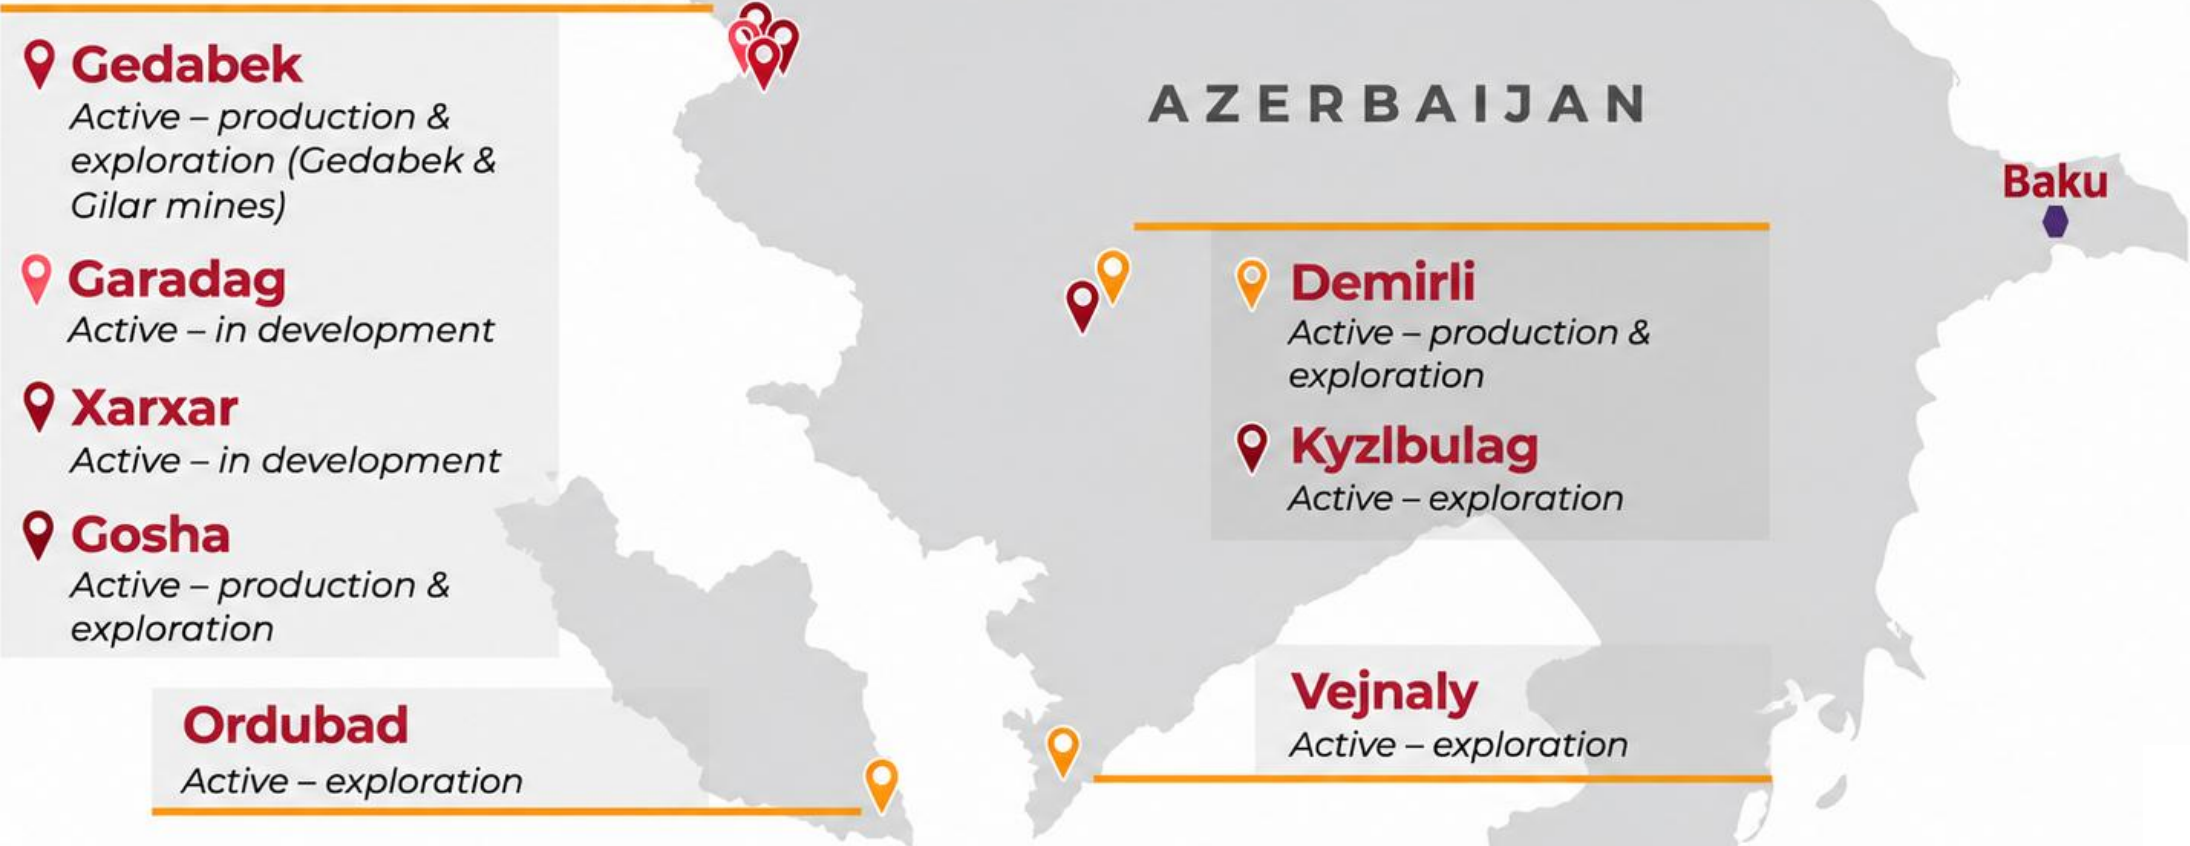 Gedabek
Active – production &
exploration (Gedabek &
Gilar mines)
Garadag
Active – in development
Xarxar
Active – in development
Gosha
Active – production &
exploration
Ordubad
Active – exploration
AZERBAIJAN
Baku
Demirli
Active – production &
exploration
Kyzlbulag
Active – exploration
Vejnaly
Active – exploration